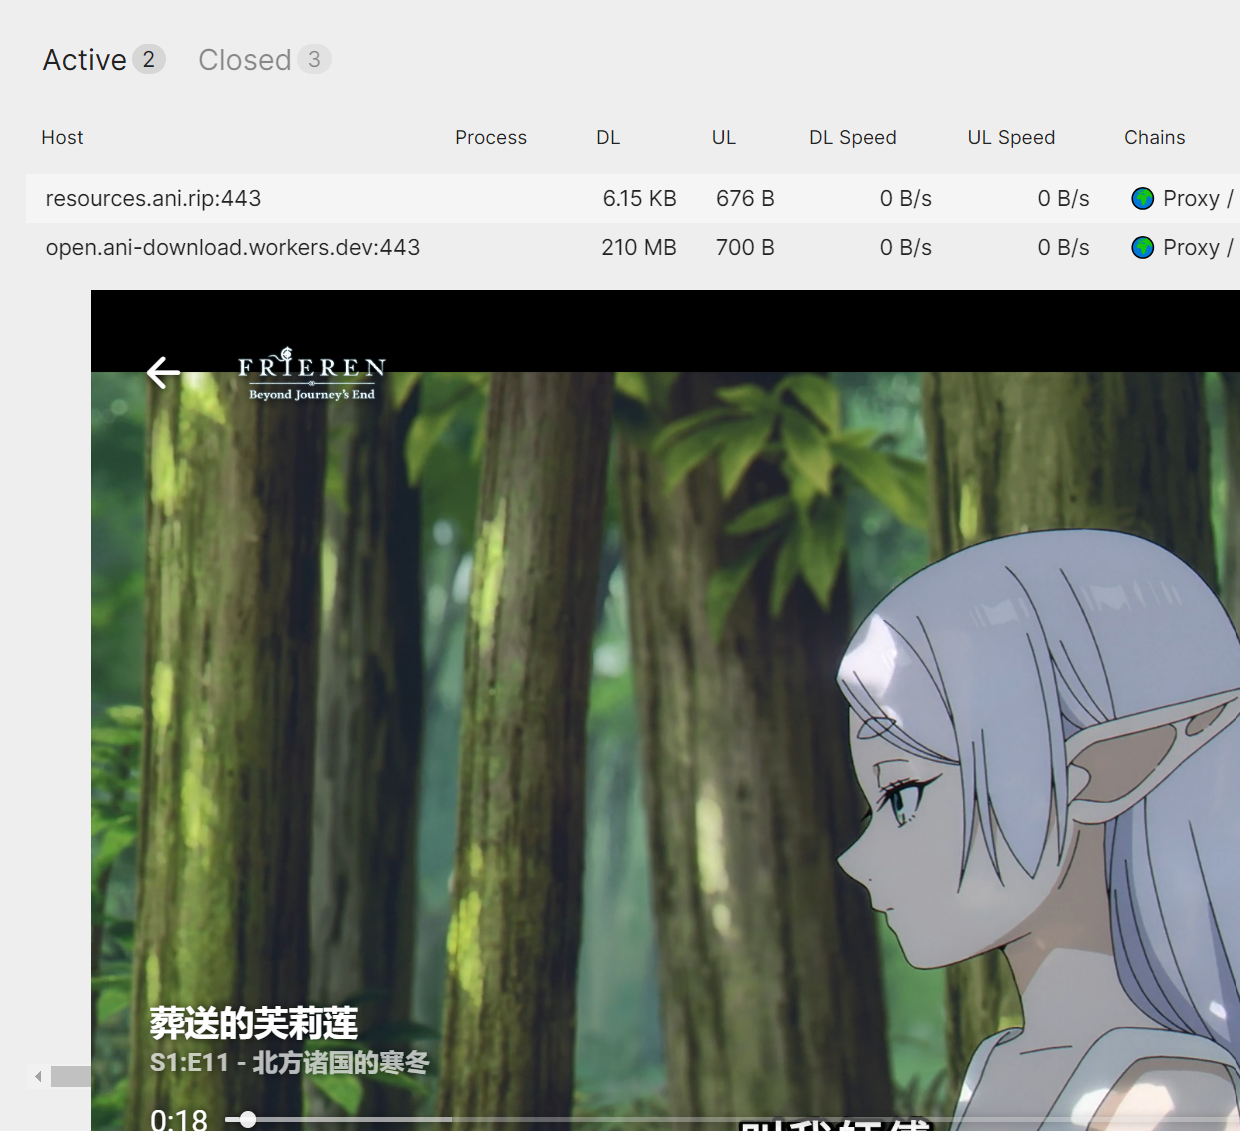 Active 2 Closed 3
Host Process DL UL DL Speed UL Speed Chains
resources.ani.rip:443 6.15 KB 676 B 0 B/s 0 B/s Proxy /
open.ani-download.workers.dev:443 210 MB 700 B 0 B/s 0 B/s Proxy /
FRIEREN
Beyond Journey's End
葬送的芙莉莲
S1:E11 - 北方诸国的寒冬
0:18